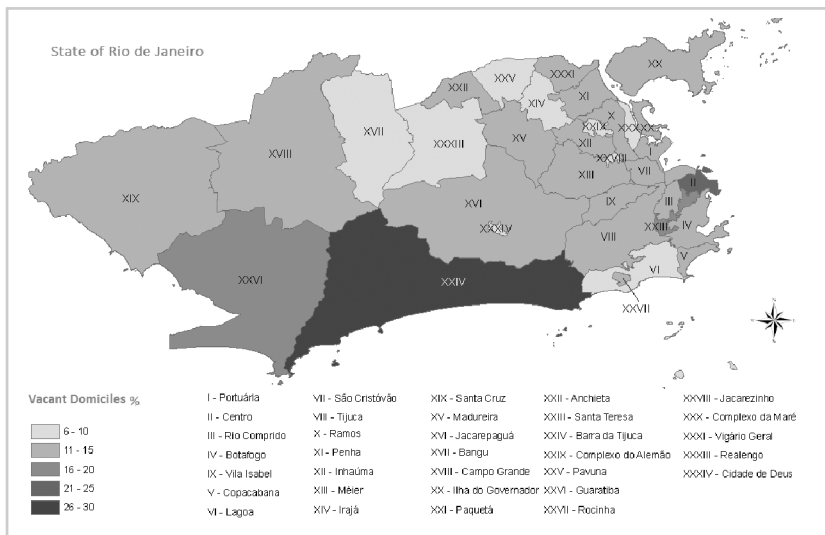 State of Rio de Janeiro
XX
XXXI
XXV
XXII
XI
XIV
XVII
X
XXXIII
XV
XXIX
XII
I
XVIII
XXVIII
VII
XIII
II
XIX
IX
III
XVI
XXXIV
XXIII
IV
VIII
V
VI
XXVI
XXIV
XXVII
Vacant Domiciles %
6 - 10
11 - 15
16 - 20
21 - 25
26 - 30
I - Portuária
II - Centro
III - Rio Comprido
IV - Botafogo
IX - Vila Isabel
V - Copacabana
VI - Lagoa
VII - São Cristóvão
VIII - Tijuca
X - Ramos
XI - Penha
XII - Inhaúma
XIII - Méier
XIV - Irajá
XIX - Santa Cruz
XV - Madureira
XVI - Jacarepaguá
XVII - Bangu
XVIII - Campo Grande
XX - Ilha do Governador
XXI - Paquetá
XXII - Anchieta
XXIII - Santa Teresa
XXIV - Barra da Tijuca
XXIX - Complexo do Alemão
XXV - Pavuna
XXVI - Guaratiba
XXVII - Rocinha
XXVIII - Jacarezinho
XXX - Complexo da Maré
XXXI - Vigário Geral
XXXIII - Realengo
XXXIV - Cidade de Deus